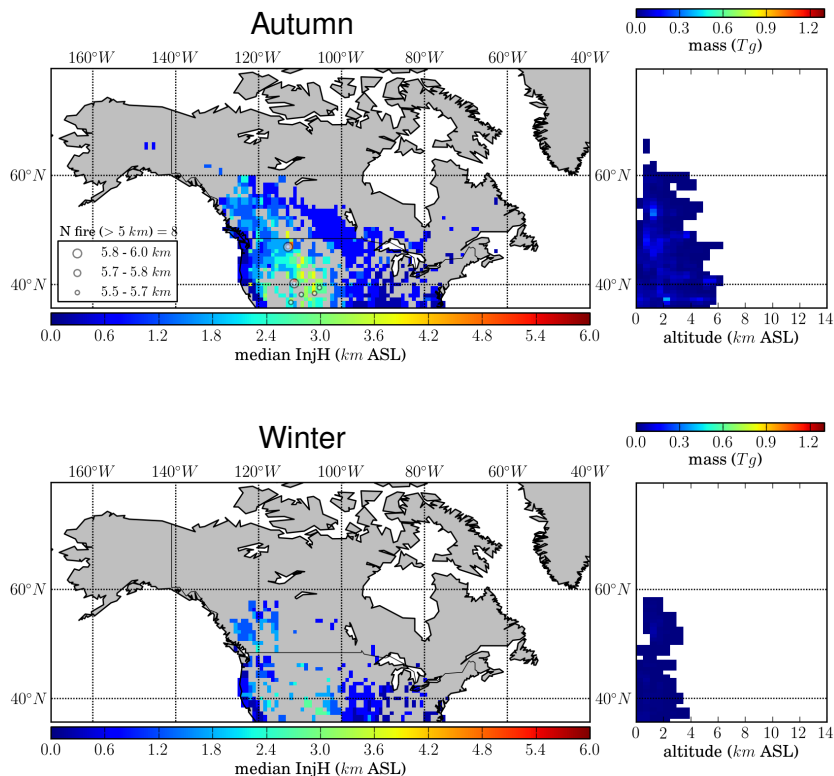 Autumn
160°W 140°W 120°W 100°W 80°W 60°W 40°W
60°N
40°N
N fire (> 5 km) = 8
5.8 - 6.0 km
5.7 - 5.8 km
5.5 - 5.7 km
0.0 0.6 1.2 1.8 2.4 3.0 3.6 4.2 4.8 5.4 6.0
median InjH (km ASL)
0.0 0.3 0.6 0.9 1.2
mass (Tg)
60°N
40°N
0 2 4 6 8 10 12 14
altitude (km ASL)
Winter
160°W 140°W 120°W 100°W 80°W 60°W 40°W
60°N
40°N
0.0 0.6 1.2 1.8 2.4 3.0 3.6 4.2 4.8 5.4 6.0
median InjH (km ASL)
0.0 0.3 0.6 0.9 1.2
mass (Tg)
60°N
40°N
0 2 4 6 8 10 12 14
altitude (km ASL)